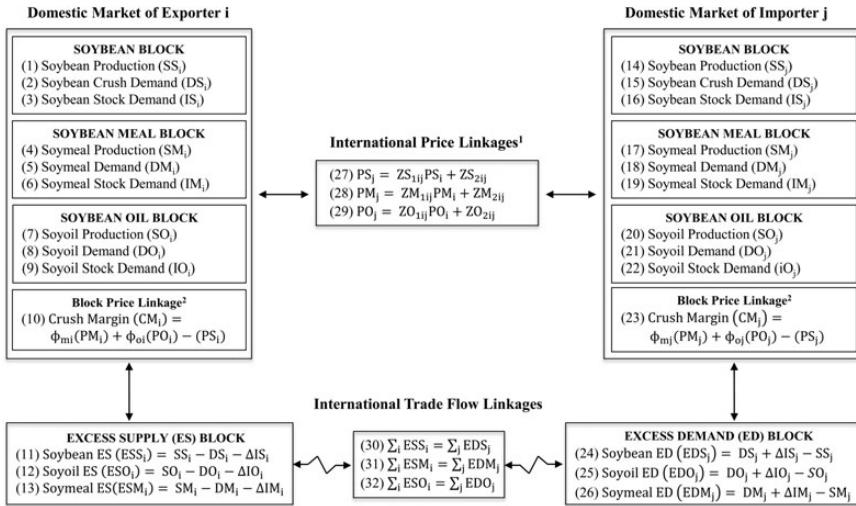 Domestic Market of Exporter i
SOYBEAN BLOCK
(1) Soybean Production (SSᵢ)
(2) Soybean Crush Demand (DSᵢ)
(3) Soybean Stock Demand (ISᵢ)
SOYBEAN MEAL BLOCK
(4) Soymeal Production (SMᵢ)
(5) Soymeal Demand (DMᵢ)
(6) Soymeal Stock Demand (IMᵢ)
SOYBEAN OIL BLOCK
(7) Soyoil Production (SOᵢ)
(8) Soyoil Demand (DOᵢ)
(9) Soyoil Stock Demand (IOᵢ)
Block Price Linkage²
(10) Crush Margin (CMᵢ) =
ϕₘᵢ(PMᵢ) + ϕₒᵢ(POᵢ) − (PSᵢ)
EXCESS SUPPLY (ES) BLOCK
(11) Soybean ES (ESSᵢ) = SSᵢ − DSᵢ − ΔISᵢ
(12) Soyoil ES (ESOᵢ) = SOᵢ − DOᵢ − ΔIOᵢ
(13) Soymeal ES(ESMᵢ) = SMᵢ − DMᵢ − ΔIMᵢ
International Price Linkages¹
(27) PSⱼ = ZS₁ᵢⱼPSᵢ + ZS₂ᵢⱼ
(28) PMⱼ = ZM₁ᵢⱼPMᵢ + ZM₂ᵢⱼ
(29) POⱼ = ZO₁ᵢⱼPOᵢ + ZO₂ᵢⱼ
International Trade Flow Linkages
(30) ∑ᵢ ESSᵢ = ∑ⱼ EDSⱼ
(31) ∑ᵢ ESMᵢ = ∑ⱼ EDMⱼ
(32) ∑ᵢ ESOᵢ = ∑ⱼ EDOⱼ
Domestic Market of Importer j
SOYBEAN BLOCK
(14) Soybean Production (SSⱼ)
(15) Soybean Crush Demand (DSⱼ)
(16) Soybean Stock Demand (ISⱼ)
SOYBEAN MEAL BLOCK
(17) Soymeal Production (SMⱼ)
(18) Soymeal Demand (DMⱼ)
(19) Soymeal Stock Demand (IMⱼ)
SOYBEAN OIL BLOCK
(20) Soyoil Production (SOⱼ)
(21) Soyoil Demand (DOⱼ)
(22) Soyoil Stock Demand (iOⱼ)
Block Price Linkage²
(23) Crush Margin (CMⱼ) =
ϕₘⱼ(PMⱼ) + ϕₒⱼ(POⱼ) − (PSⱼ)
EXCESS DEMAND (ED) BLOCK
(24) Soybean ED (EDSⱼ) = DSⱼ + ΔISⱼ − SSⱼ
(25) Soyoil ED (EDOⱼ) = DOⱼ + ΔIOⱼ − SOⱼ
(26) Soymeal ED (EDMⱼ) = DMⱼ + ΔIMⱼ − SMⱼ